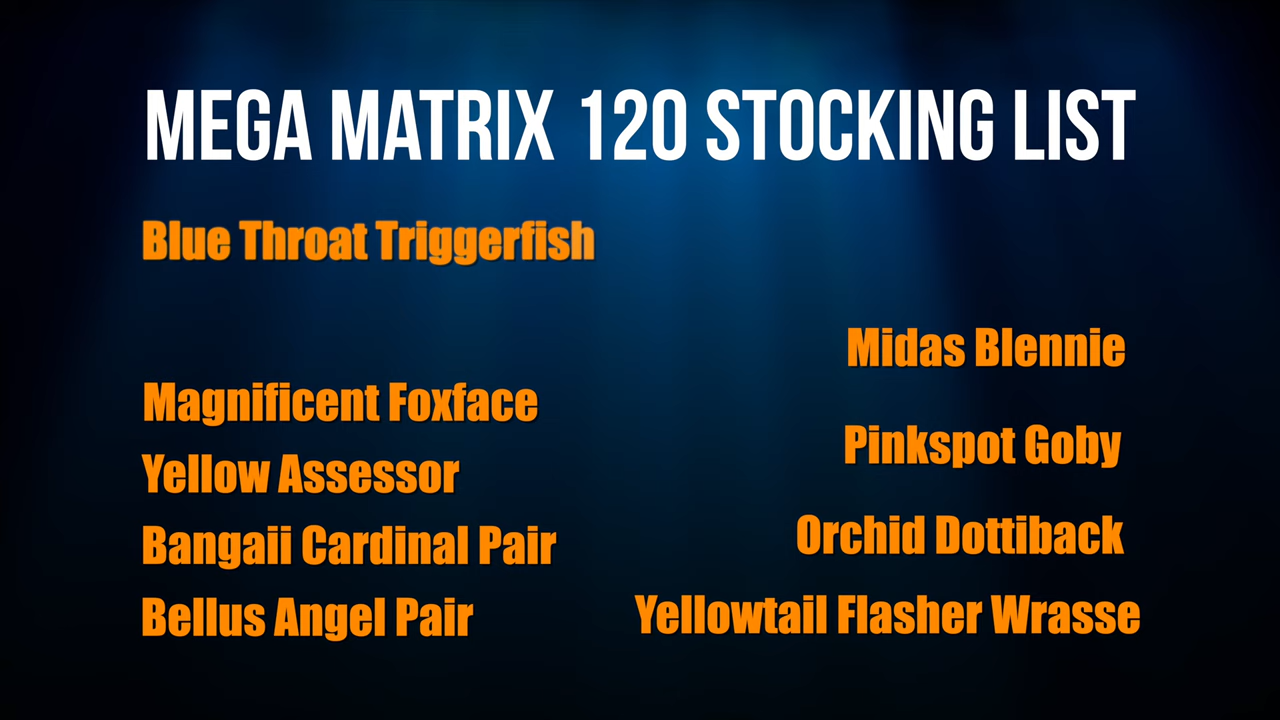 MEGA MATRIX 120 STOCKING LIST
Blue Throat Triggerfish
Magnificent Foxface
Yellow Assessor
Bangaii Cardinal Pair
Bellus Angel Pair
Midas Blennie
Pinkspot Goby
Orchid Dottiback
Yellowtail Flasher Wrasse